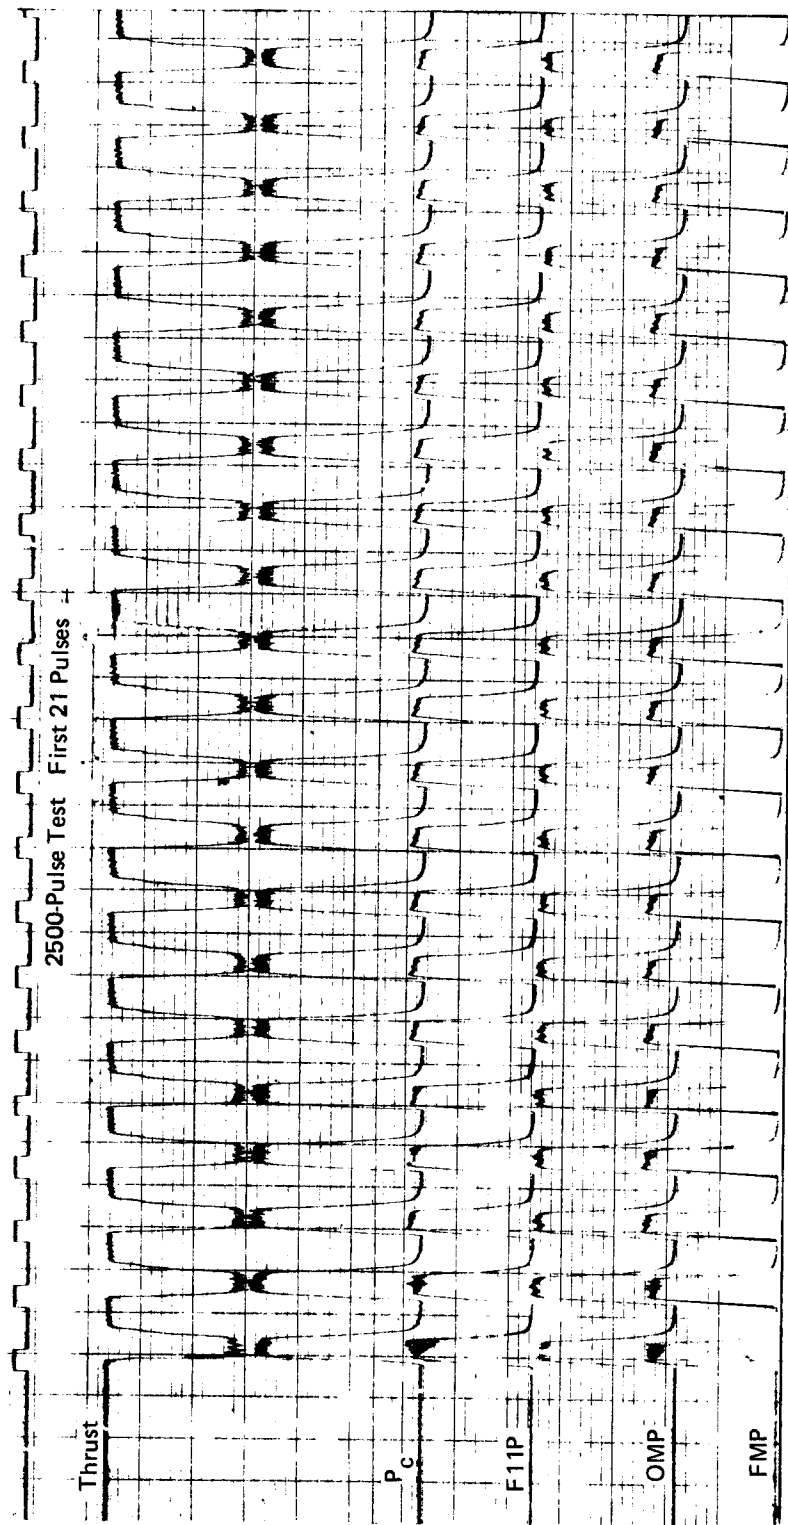 2500-Pulse Test First 21 Pulses
Thrust
Pc
F11P
OMP
FMP